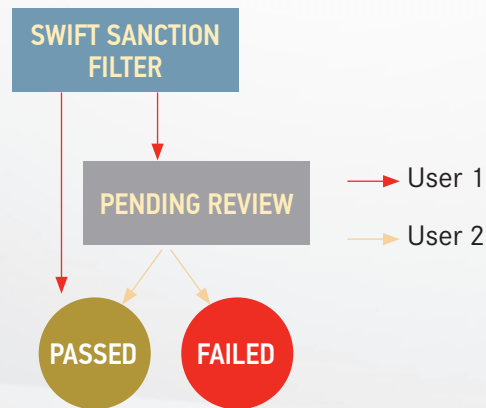 SWIFT SANCTION
FILTER
PENDING REVIEW
User 1
User 2
PASSED
FAILED